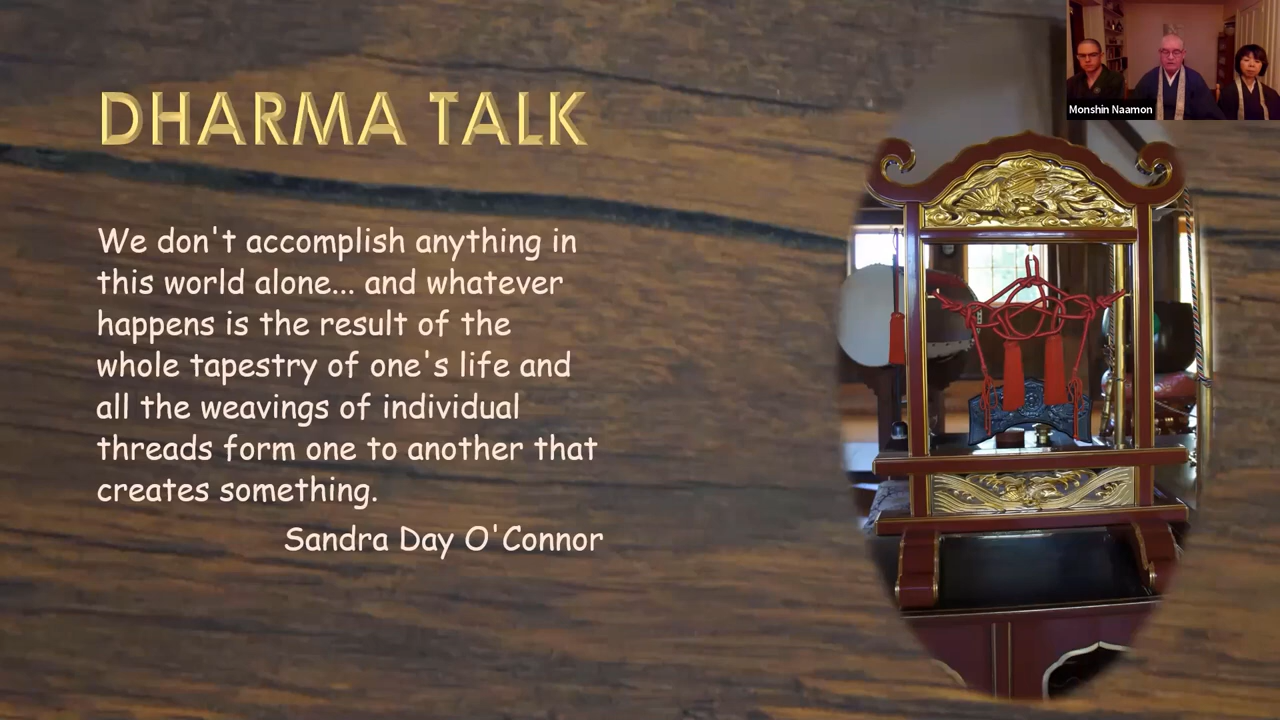 DHARMA TALK
We don't accomplish anything in
this world alone... and whatever
happens is the result of the
whole tapestry of one's life and
all the weavings of individual
threads form one to another that
creates something.
Sandra Day O'Connor
Monshin Naamon